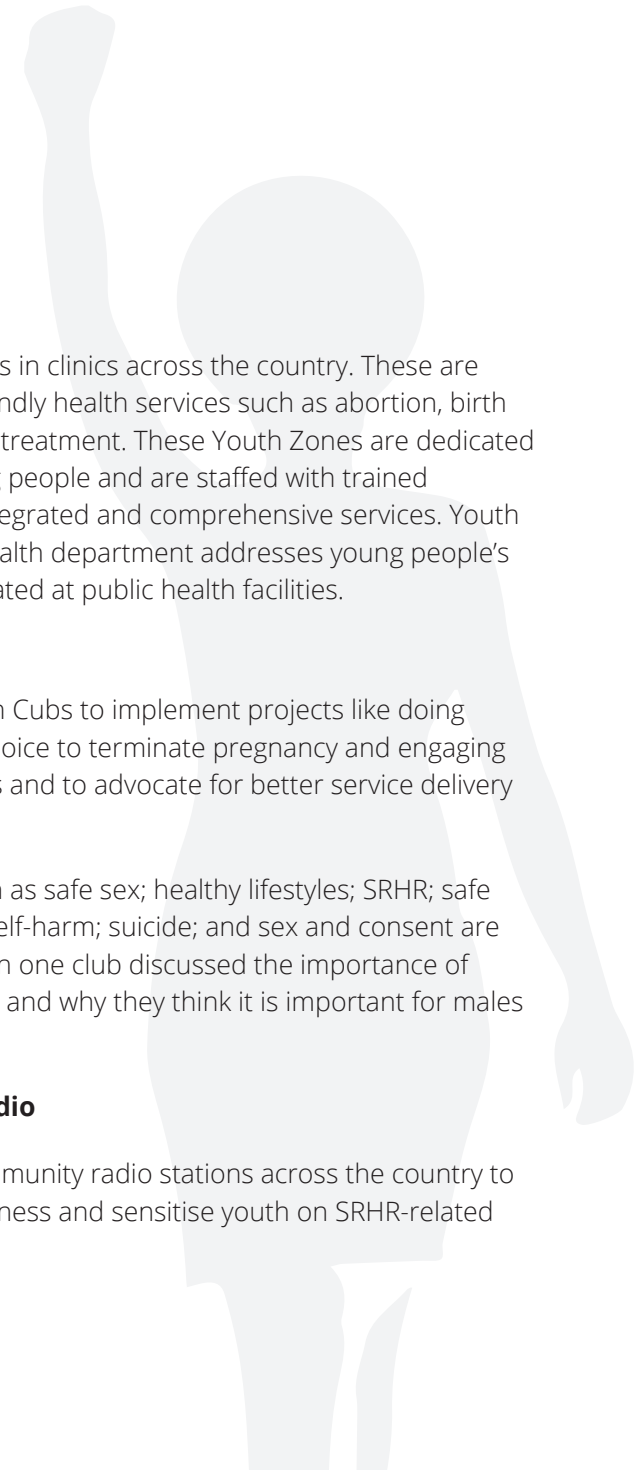 s in clinics across the country. These are
ndly health services such as abortion, birth
treatment. These Youth Zones are dedicated
g people and are staffed with trained
tegrated and comprehensive services. Youth
ealth department addresses young people’s
ated at public health facilities.
n Cubs to implement projects like doing
oice to terminate pregnancy and engaging
s and to advocate for better service delivery
n as safe sex; healthy lifestyles; SRHR; safe
elf-harm; suicide; and sex and consent are
n one club discussed the importance of
and why they think it is important for males
dio
munity radio stations across the country to
ness and sensitise youth on SRHR-related